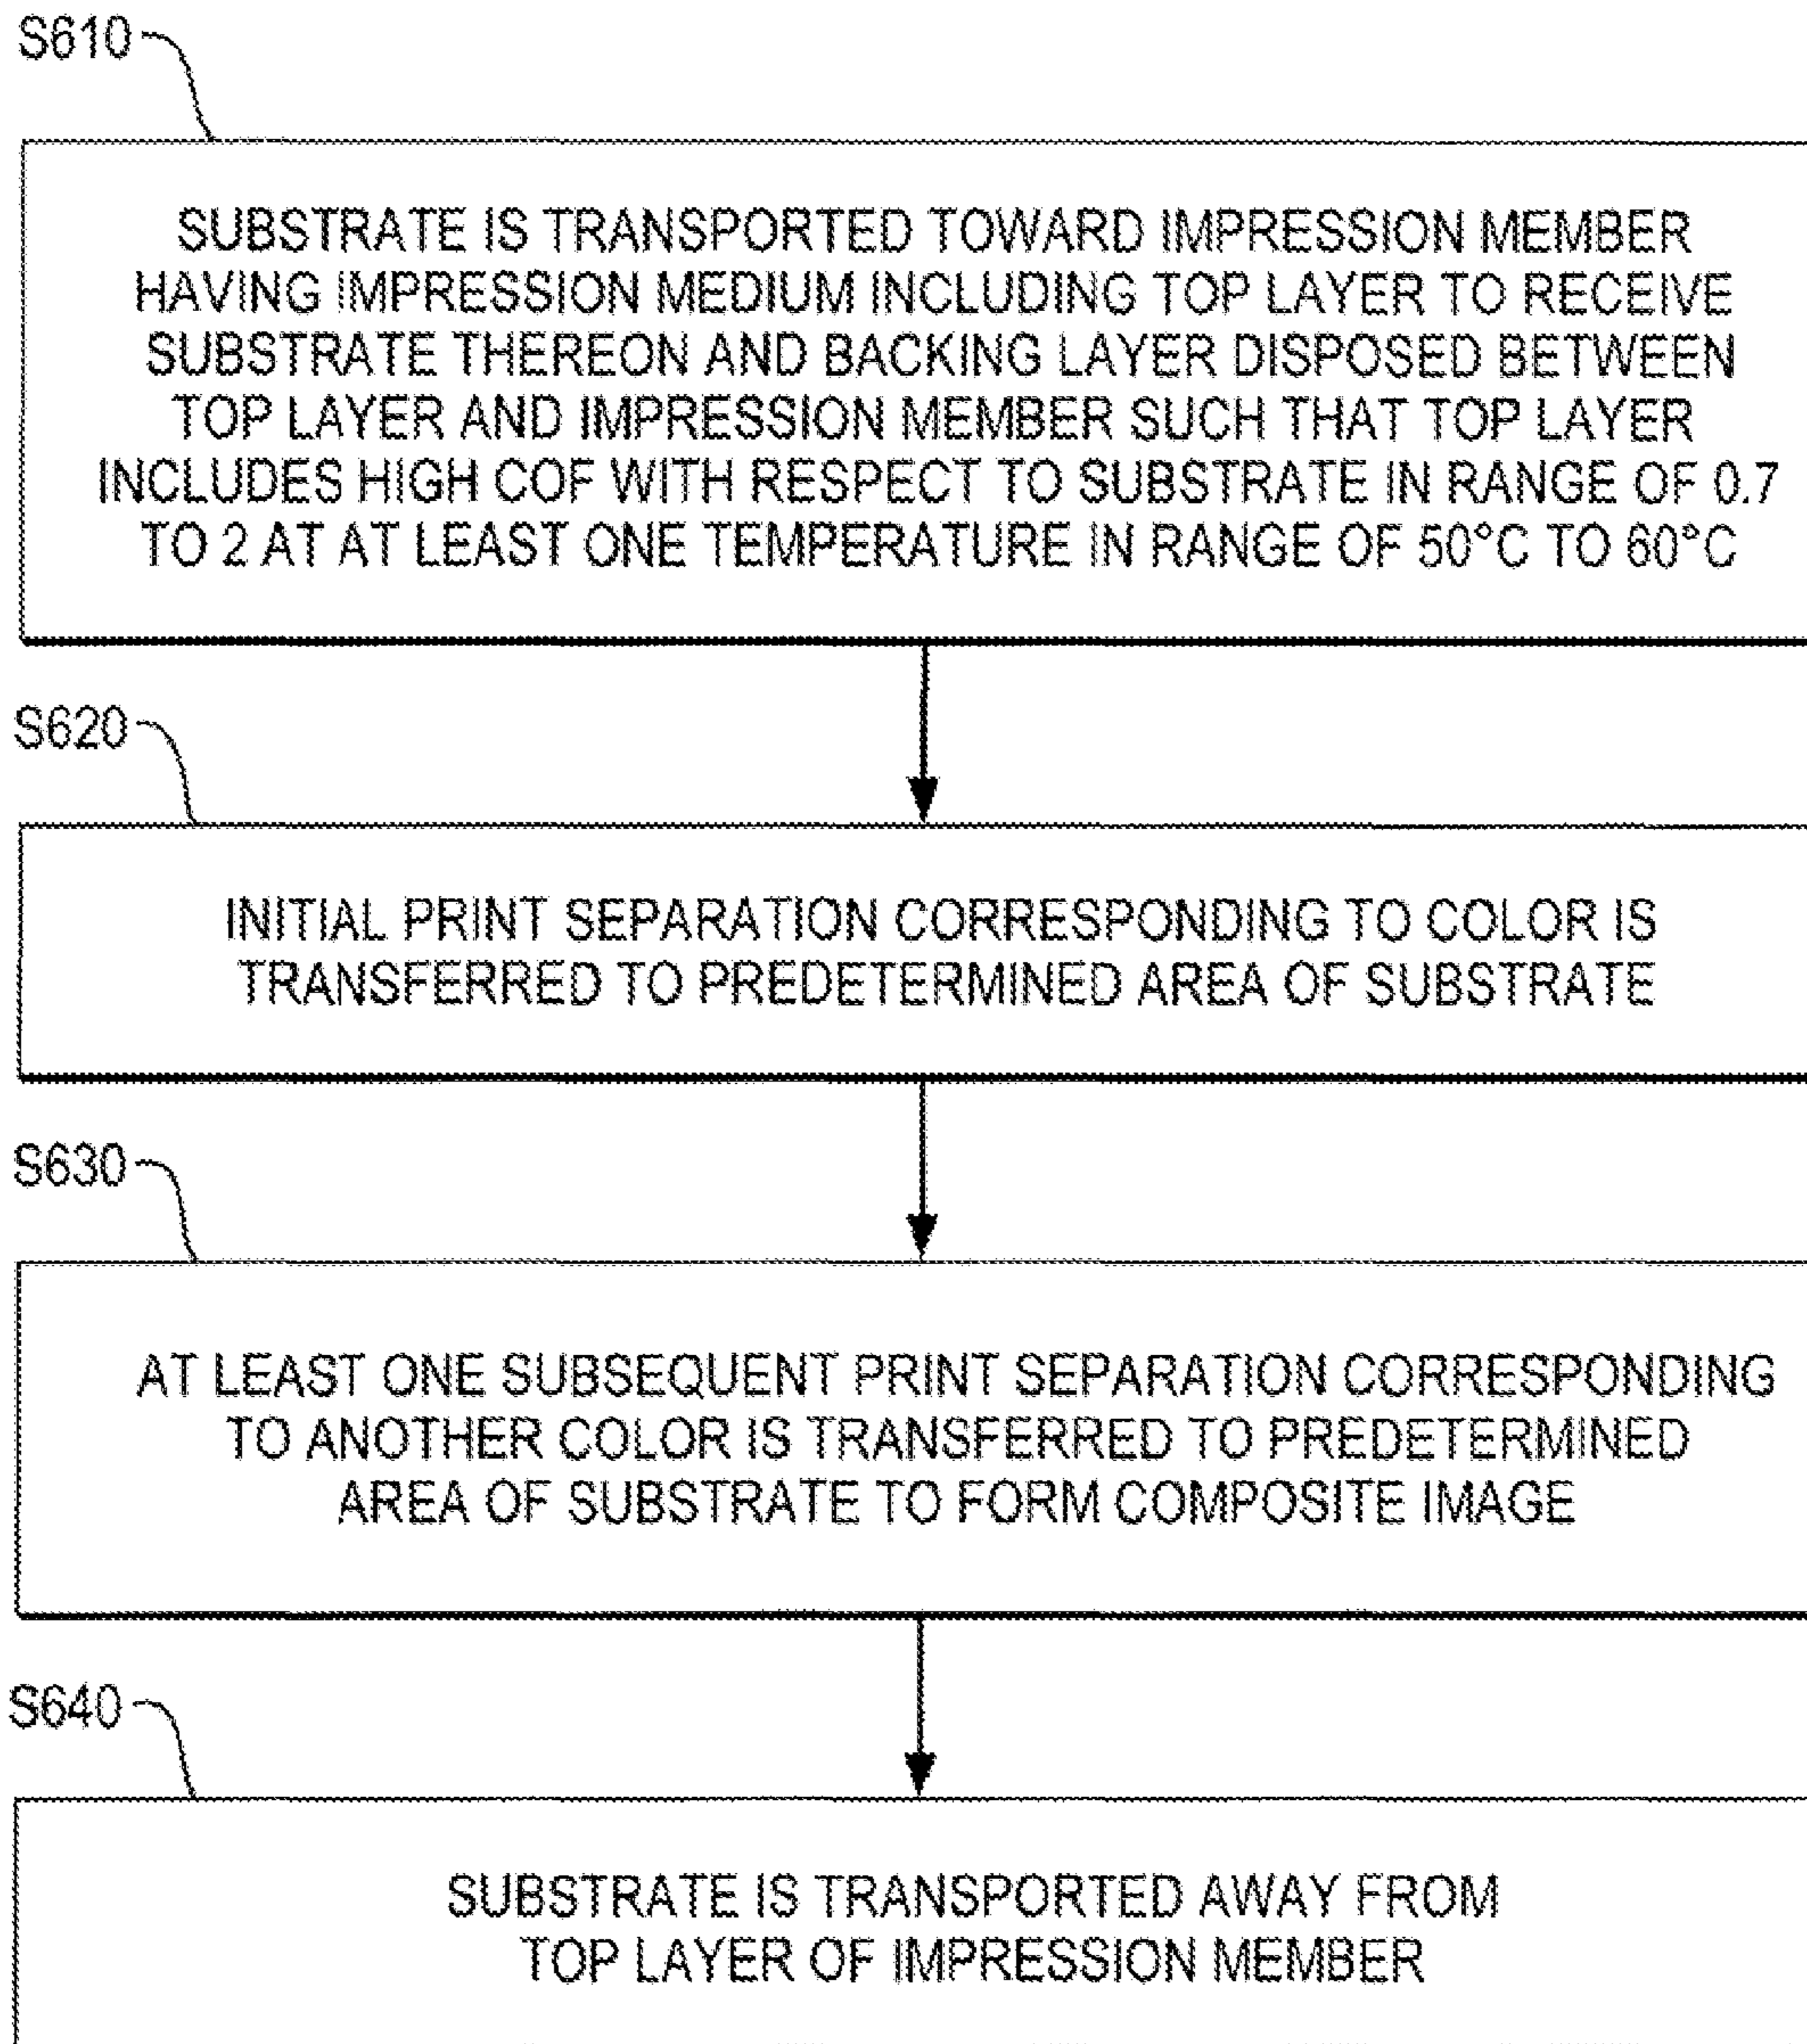 S610
SUBSTRATE IS TRANSPORTED TOWARD IMPRESSION MEMBER
HAVING IMPRESSION MEDIUM INCLUDING TOP LAYER TO RECEIVE
SUBSTRATE THEREON AND BACKING LAYER DISPOSED BETWEEN
TOP LAYER AND IMPRESSION MEMBER SUCH THAT TOP LAYER
INCLUDES HIGH COF WITH RESPECT TO SUBSTRATE IN RANGE OF 0.7
TO 2 AT AT LEAST ONE TEMPERATURE IN RANGE OF 50°C TO 60°C
S620
INITIAL PRINT SEPARATION CORRESPONDING TO COLOR IS
TRANSFERRED TO PREDETERMINED AREA OF SUBSTRATE
S630
AT LEAST ONE SUBSEQUENT PRINT SEPARATION CORRESPONDING
TO ANOTHER COLOR IS TRANSFERRED TO PREDETERMINED
AREA OF SUBSTRATE TO FORM COMPOSITE IMAGE
S640
SUBSTRATE IS TRANSPORTED AWAY FROM
TOP LAYER OF IMPRESSION MEMBER